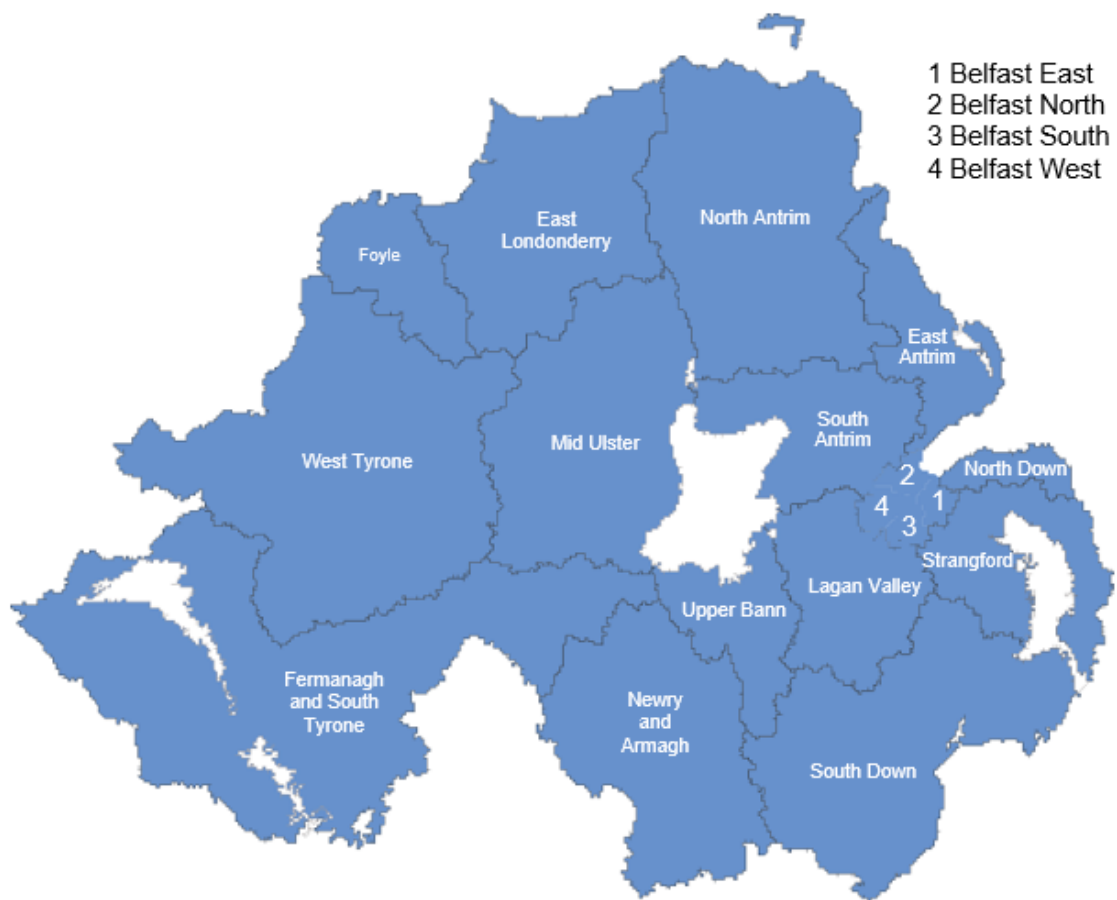 1 Belfast East
2 Belfast North
3 Belfast South
4 Belfast West
North Antrim
East
Londonderry
Foyle
East
Antrim
South
Antrim
Mid Ulster
West Tyrone
North Down
2
1
4
3
Strangford
Lagan Valley
Upper Bann
Fermanagh
and South
Tyrone
Newry
and
Armagh
South Down